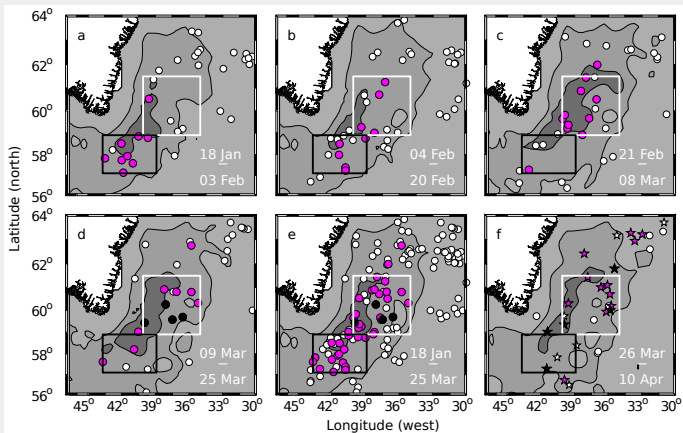 64°
a
b
c
62°
60°
58°
18 Jan
04 Feb
21 Feb
–
–
–
03 Feb
20 Feb
08 Mar
56°
Latitude (north)
64°
d
e
f
62°
60°
58°
09 Mar
18 Jan
26 Mar
–
–
–
25 Mar
25 Mar
10 Apr
56°
45° 42° 39° 36° 33° 30° 45° 42° 39° 36° 33° 30° 45° 42° 39° 36° 33° 30°
Longitude (west)